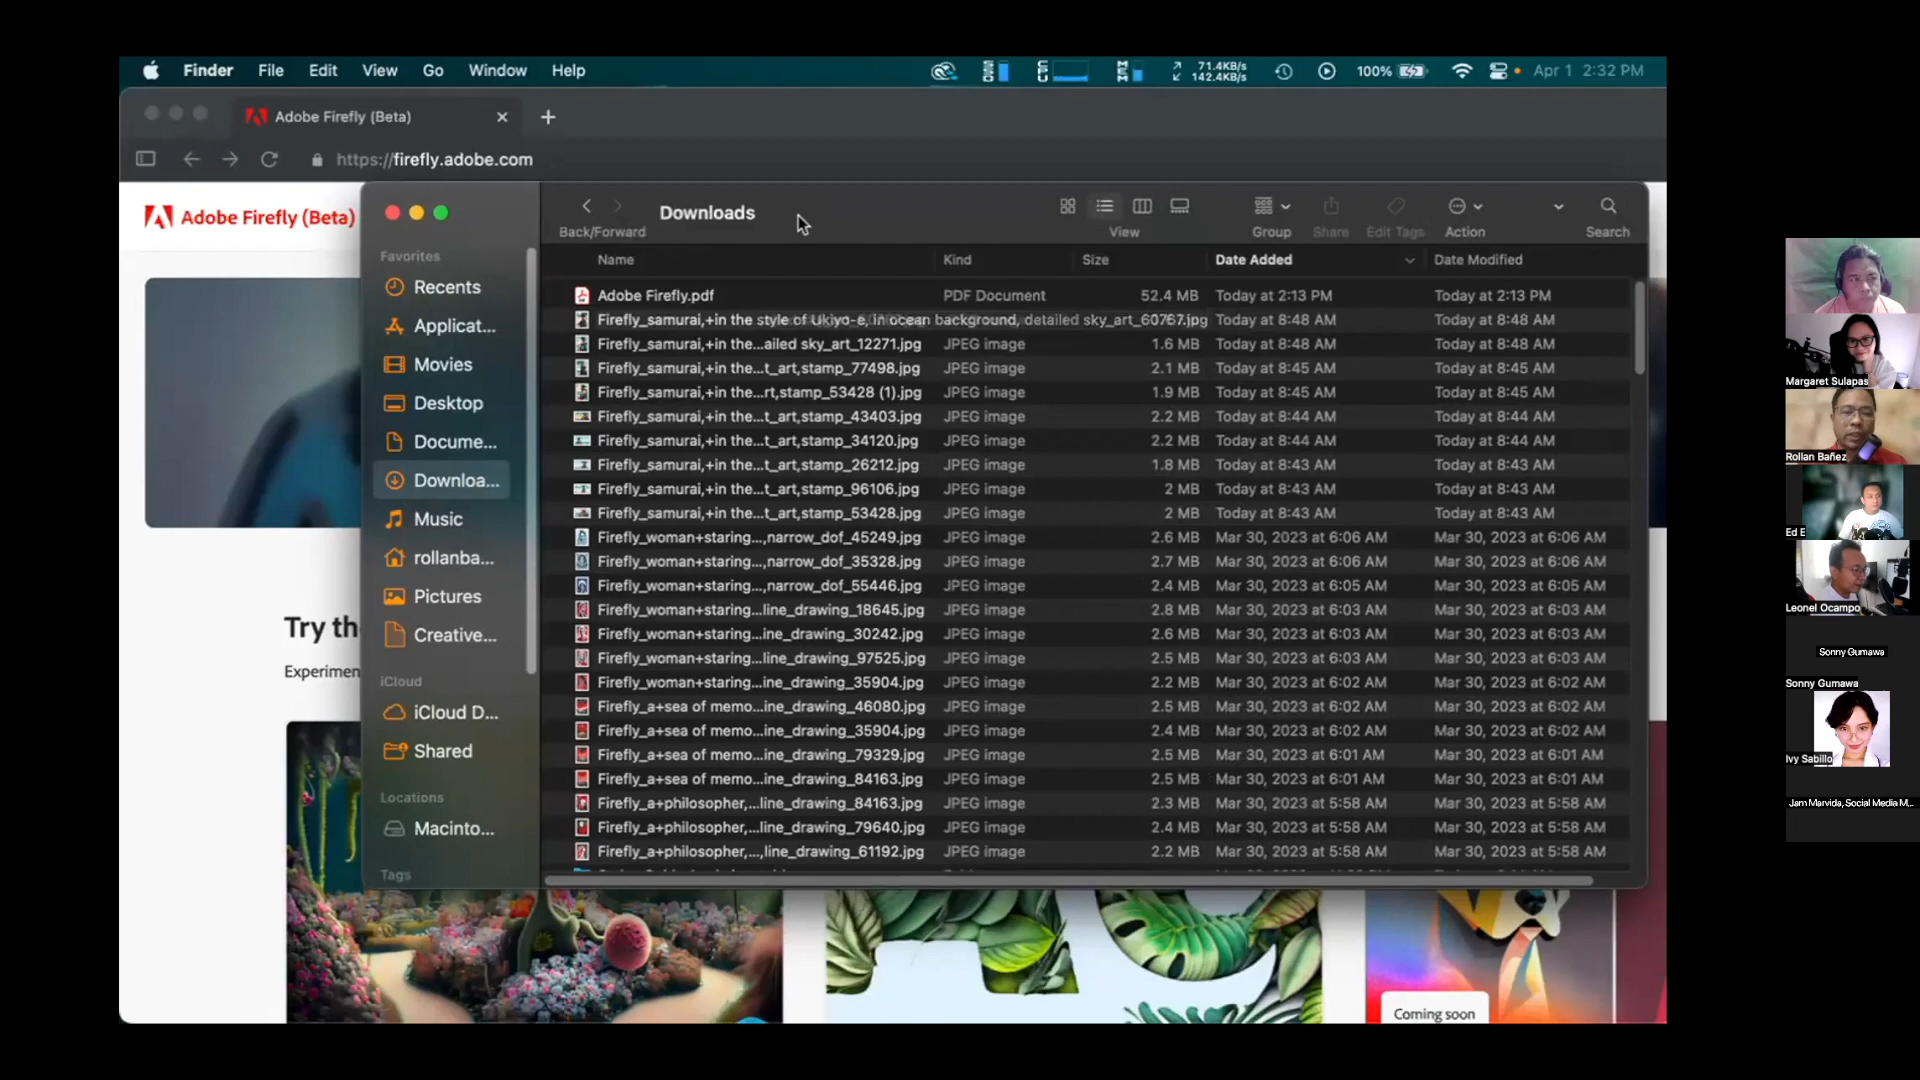 Finder File Edit View Go Window Help 71.4KB/s 142.4KB/s 100% Apr 1 2:32 PM
Adobe Firefly (Beta)
https://firefly.adobe.com
Adobe Firefly (Beta)
Try th
Experimen
Favorites
Recents
Applicat...
Movies
Desktop
Docume...
Downloa...
Music
rollanba...
Pictures
Creative...
iCloud
iCloud D...
Shared
Locations
Macinto...
Tags
Downloads
Back/Forward View Group Share Edit Tags Action Search
Name Kind Size Date Added Date Modified
Adobe Firefly.pdf PDF Document 52.4 MB Today at 2:13 PM Today at 2:13 PM
Firefly_samurai,+in the style of Ukiyo-e, in ocean background, detailed sky_art_60767.jpg Today at 8:48 AM Today at 8:48 AM
Firefly_samurai,+in the...ailed sky_art_12271.jpg JPEG image 1.6 MB Today at 8:48 AM Today at 8:48 AM
Firefly_samurai,+in the...t_art,stamp_77498.jpg JPEG image 2.1 MB Today at 8:45 AM Today at 8:45 AM
Firefly_samurai,+in the...rt,stamp_53428 (1).jpg JPEG image 1.9 MB Today at 8:45 AM Today at 8:45 AM
Firefly_samurai,+in the...t_art,stamp_43403.jpg JPEG image 2.2 MB Today at 8:44 AM Today at 8:44 AM
Firefly_samurai,+in the...t_art,stamp_34120.jpg JPEG image 2.2 MB Today at 8:44 AM Today at 8:44 AM
Firefly_samurai,+in the...t_art,stamp_26212.jpg JPEG image 1.8 MB Today at 8:43 AM Today at 8:43 AM
Firefly_samurai,+in the...t_art,stamp_96106.jpg JPEG image 2 MB Today at 8:43 AM Today at 8:43 AM
Firefly_samurai,+in the...t_art,stamp_53428.jpg JPEG image 2 MB Today at 8:43 AM Today at 8:43 AM
Firefly_woman+staring...,narrow_dof_45249.jpg JPEG image 2.6 MB Mar 30, 2023 at 6:06 AM Mar 30, 2023 at 6:06 AM
Firefly_woman+staring...,narrow_dof_35328.jpg JPEG image 2.7 MB Mar 30, 2023 at 6:06 AM Mar 30, 2023 at 6:06 AM
Firefly_woman+staring...,narrow_dof_55446.jpg JPEG image 2.4 MB Mar 30, 2023 at 6:05 AM Mar 30, 2023 at 6:05 AM
Firefly_woman+staring...line_drawing_18645.jpg JPEG image 2.8 MB Mar 30, 2023 at 6:03 AM Mar 30, 2023 at 6:03 AM
Firefly_woman+staring...ine_drawing_30242.jpg JPEG image 2.6 MB Mar 30, 2023 at 6:03 AM Mar 30, 2023 at 6:03 AM
Firefly_woman+staring...line_drawing_97525.jpg JPEG image 2.5 MB Mar 30, 2023 at 6:03 AM Mar 30, 2023 at 6:03 AM
Firefly_woman+staring...ine_drawing_35904.jpg JPEG image 2.2 MB Mar 30, 2023 at 6:02 AM Mar 30, 2023 at 6:02 AM
Firefly_a+sea of memo...ine_drawing_46080.jpg JPEG image 2.5 MB Mar 30, 2023 at 6:02 AM Mar 30, 2023 at 6:02 AM
Firefly_a+sea of memo...ine_drawing_35904.jpg JPEG image 2.4 MB Mar 30, 2023 at 6:02 AM Mar 30, 2023 at 6:02 AM
Firefly_a+sea of memo...ine_drawing_79329.jpg JPEG image 2.5 MB Mar 30, 2023 at 6:01 AM Mar 30, 2023 at 6:01 AM
Firefly_a+sea of memo...ine_drawing_84163.jpg JPEG image 2.5 MB Mar 30, 2023 at 6:01 AM Mar 30, 2023 at 6:01 AM
Firefly_a+philosopher,...line_drawing_84163.jpg JPEG image 2.3 MB Mar 30, 2023 at 5:58 AM Mar 30, 2023 at 5:58 AM
Firefly_a+philosopher,...line_drawing_79640.jpg JPEG image 2.4 MB Mar 30, 2023 at 5:58 AM Mar 30, 2023 at 5:58 AM
Firefly_a+philosopher,...,line_drawing_61192.jpg JPEG image 2.2 MB Mar 30, 2023 at 5:58 AM Mar 30, 2023 at 5:58 AM
Coming soon
Margaret Sulapas
Rollan Bañez
Ed E
Leonel Ocampo
Sonny Gumawa
Sonny Gumawa
Ivy Sabillo
Jam Marvida, Social Media M...